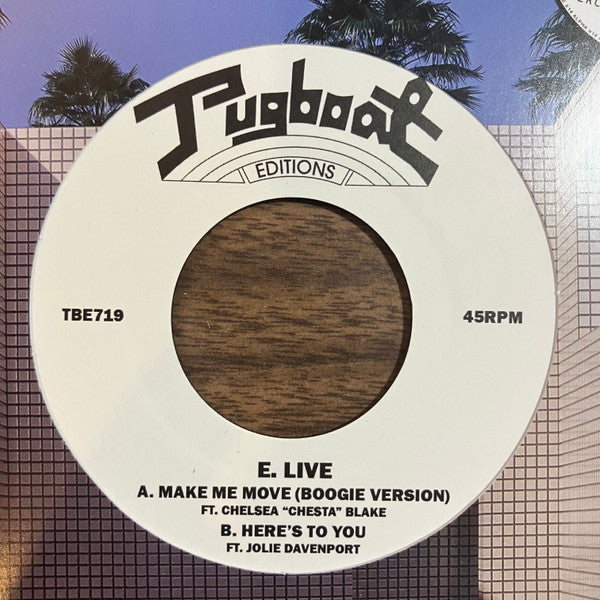 Tugboat
EDITIONS
TBE719
45RPM
E. LIVE
A. MAKE ME MOVE (BOOGIE VERSION)
FT. CHELSEA “CHESTA” BLAKE
B. HERE'S TO YOU
FT. JOLIE DAVENPORT